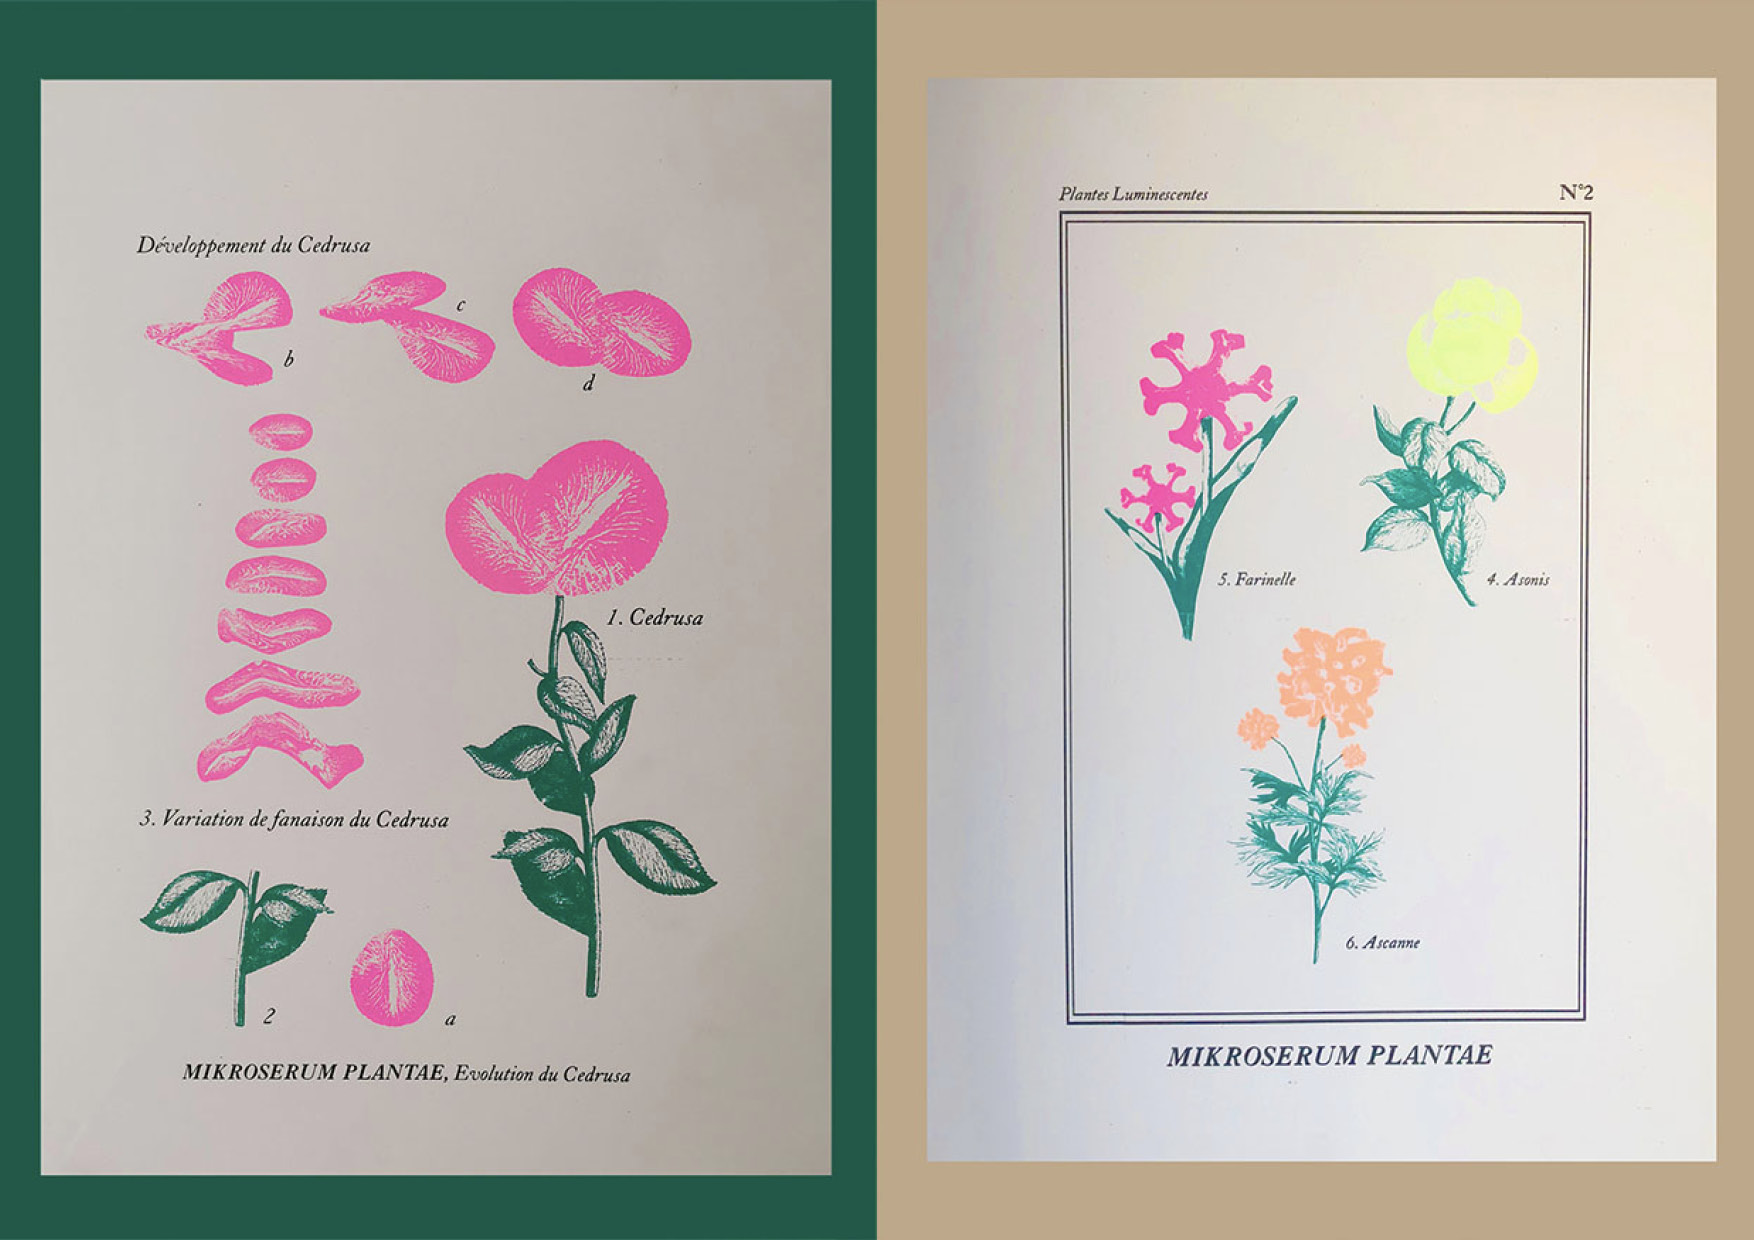 Développement du Cedrusa
b
c
d
1. Cedrusa
3. Variation de fanaison du Cedrusa
2
a
MIKROSERUM PLANTAE, Evolution du Cedrusa
Plantes Luminescentes
N°2
5. Farinelle
4. Asonis
6. Ascanne
MIKROSERUM PLANTAE